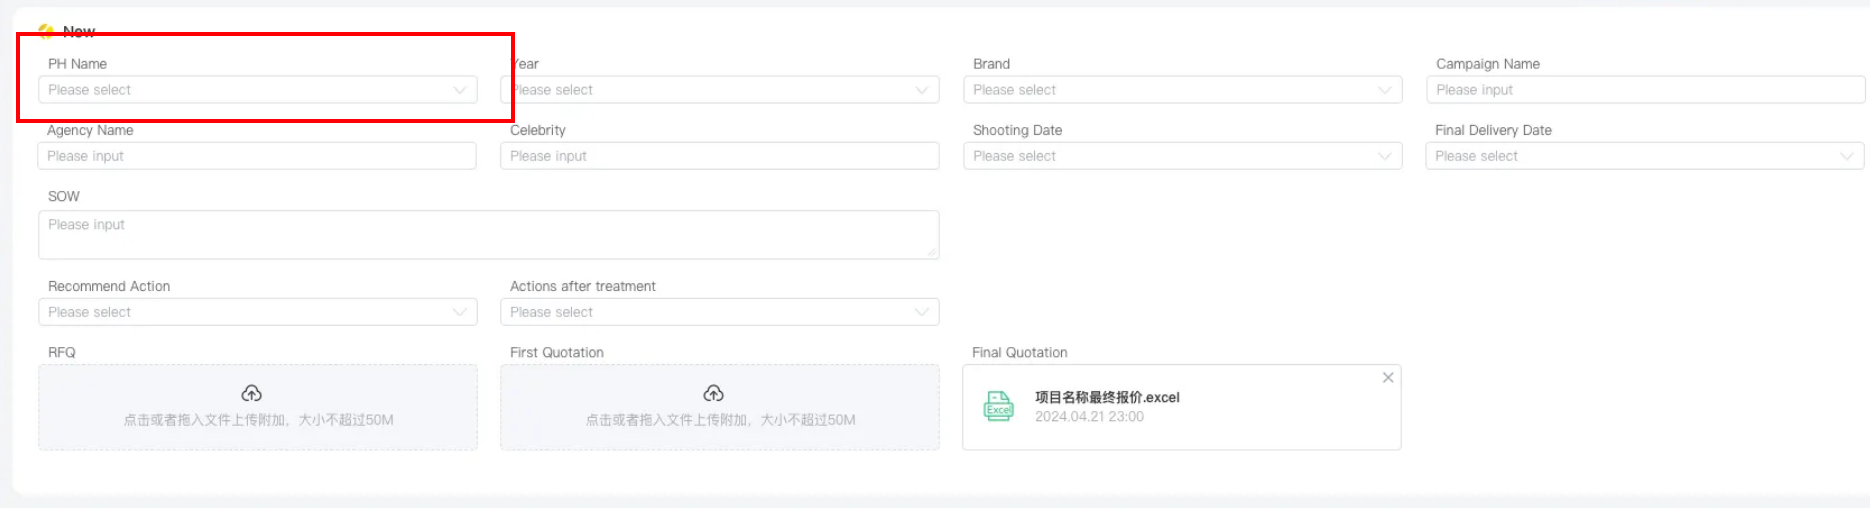 New
PH Name
Please select
Year
Please select
Brand
Please select
Campaign Name
Please input
Agency Name
Please input
Celebrity
Please input
Shooting Date
Please select
Final Delivery Date
Please select
SOW
Please input
Recommend Action
Please select
Actions after treatment
Please select
RFQ
点击或者拖入文件上传附加，大小不超过50M
First Quotation
点击或者拖入文件上传附加，大小不超过50M
Final Quotation
Excel
项目名称最终报价.excel
2024.04.21 23:00